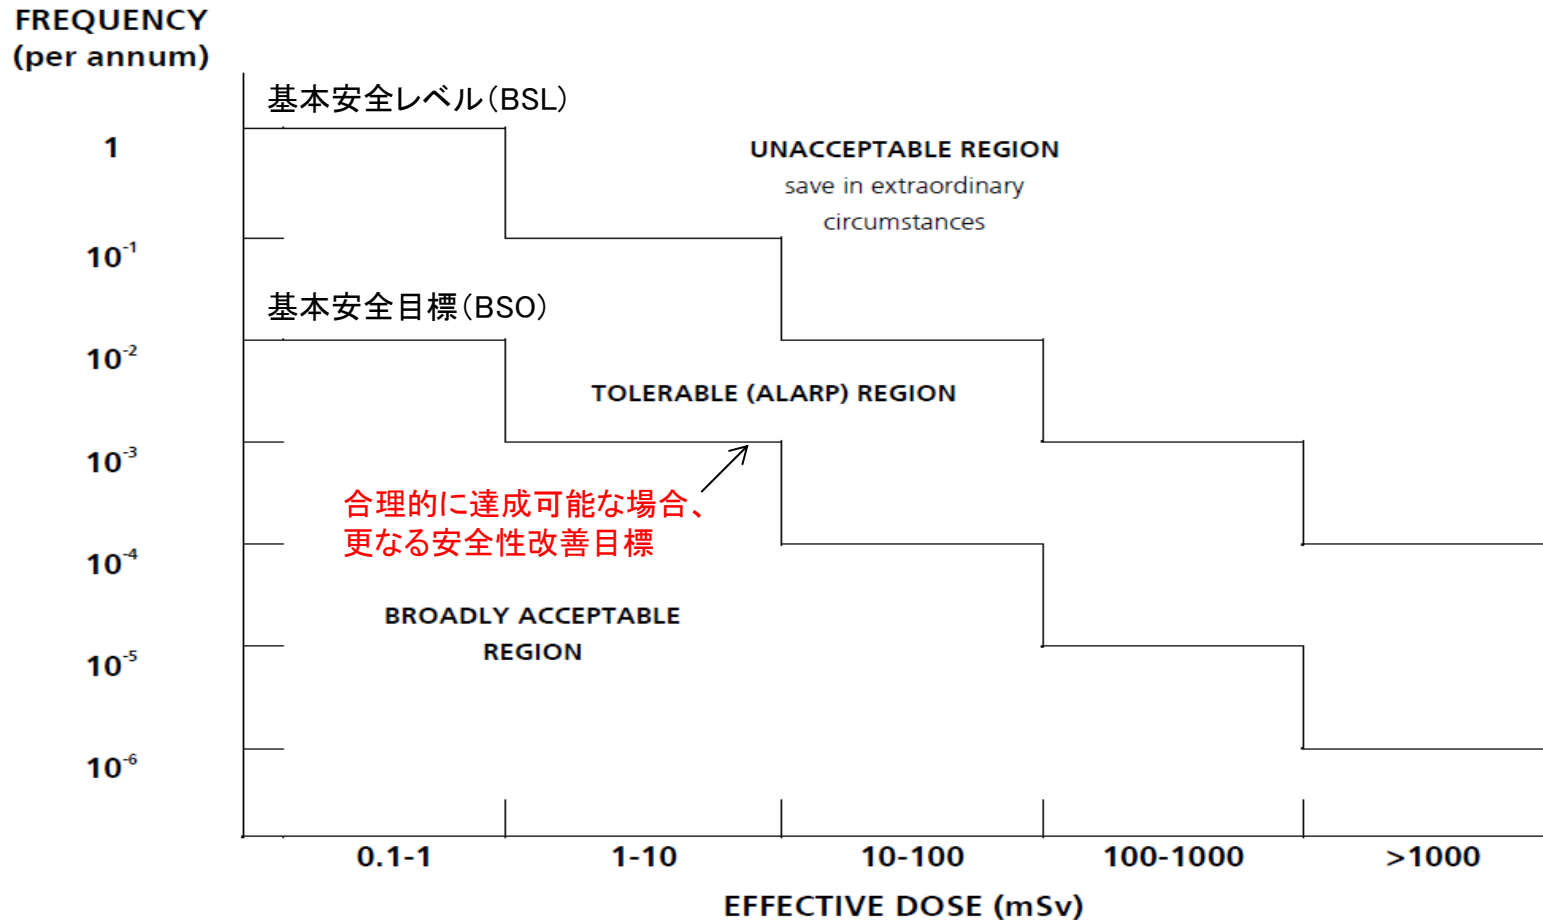 FREQUENCY
(per annum)
基本安全レベル（BSL）
1
UNACCEPTABLE REGION
save in extraordinary
circumstances
10⁻¹
基本安全目標（BSO）
10⁻²
TOLERABLE (ALARP) REGION
10⁻³
合理的に達成可能な場合、
更なる安全性改善目標
10⁻⁴
BROADLY ACCEPTABLE
REGION
10⁻⁵
10⁻⁶
0.1-1 1-10 10-100 100-1000 >1000
EFFECTIVE DOSE (mSv)